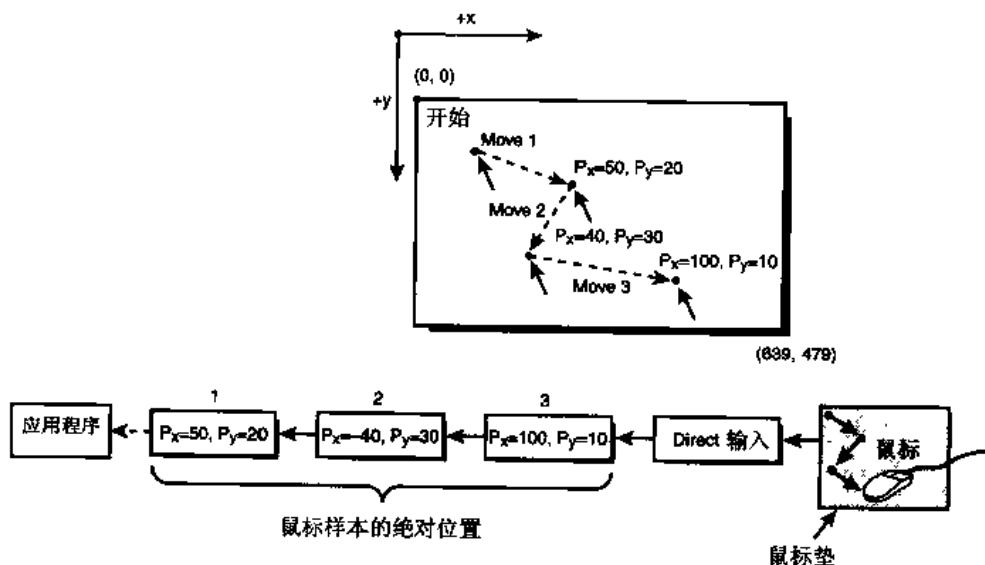 +x
(0, 0)
+y
开始
Move 1
Px=50, Py=20
Move 2
Px=40, Py=30
Px=100, Py=10
Move 3
(639, 479)
1
2
3
应用程序
Px=50, Py=20
Px=-40, Py=30
Px=100, Py=10
Direct 输入
鼠标
鼠标样本的绝对位置
鼠标垫